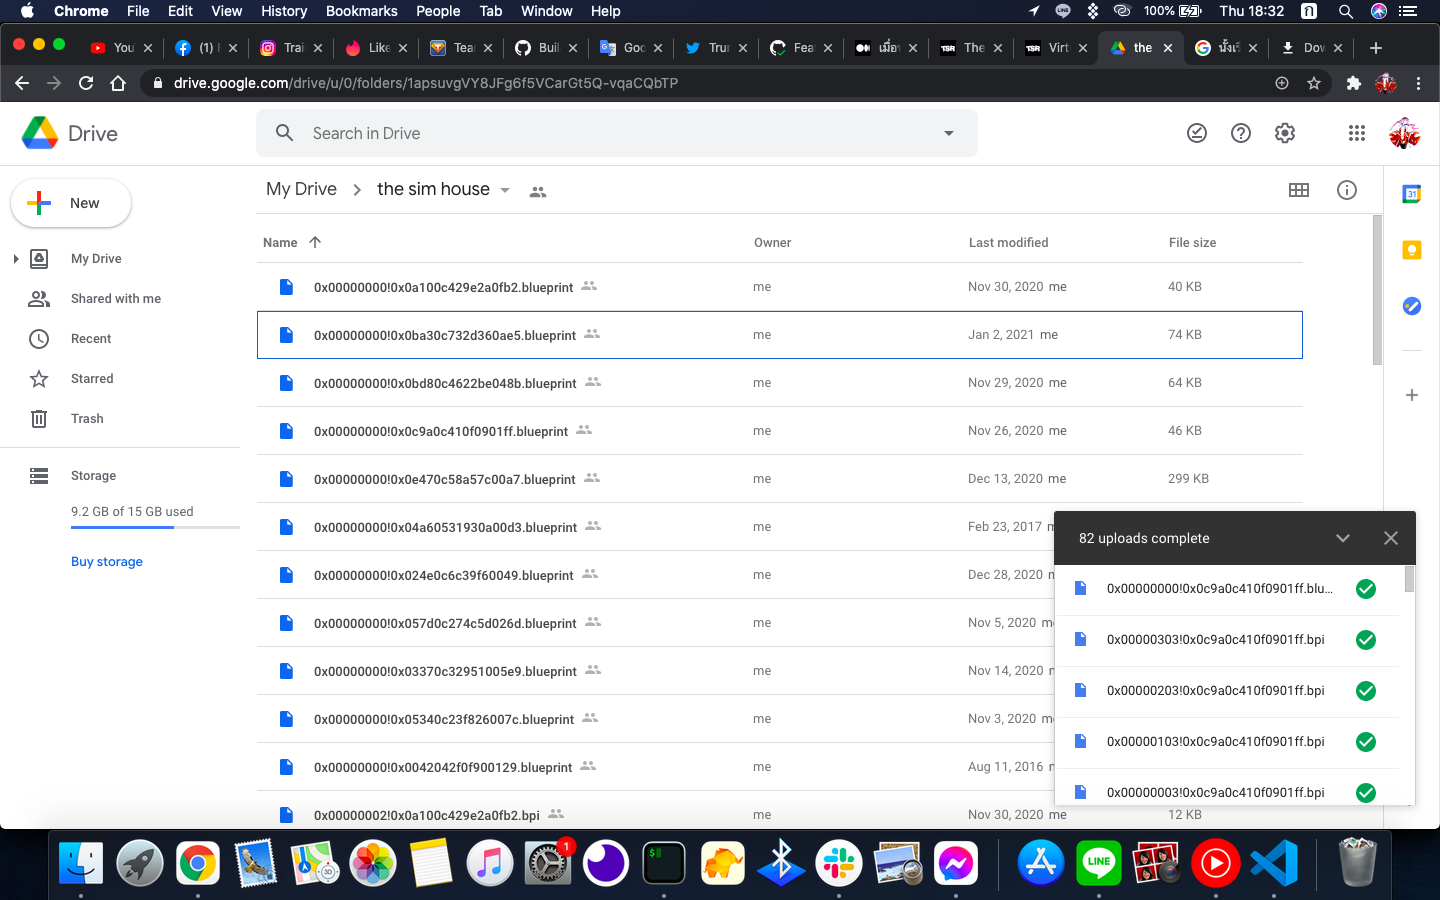 Chrome File Edit View History Bookmarks People Tab Window Help 100% Thu 18:32
You (1) F Trai Like Tear Buil Goo Trur Feat เมื่อ The Virt the นั่งเ Dov
drive.google.com/drive/u/0/folders/1apsuvgVY8JFg6f5VCarGt5Q-vqaCQbTP
Drive
Search in Drive
New
My Drive
Shared with me
Recent
Starred
Trash
Storage
9.2 GB of 15 GB used
Buy storage
My Drive > the sim house
Name Owner Last modified File size
0x00000000!0x0a100c429e2a0fb2.blueprint me Nov 30, 2020 me 40 KB
0x00000000!0x0ba30c732d360ae5.blueprint me Jan 2, 2021 me 74 KB
0x00000000!0x0bd80c4622be048b.blueprint me Nov 29, 2020 me 64 KB
0x00000000!0x0c9a0c410f0901ff.blueprint me Nov 26, 2020 me 46 KB
0x00000000!0x0e470c58a57c00a7.blueprint me Dec 13, 2020 me 299 KB
0x00000000!0x04a60531930a00d3.blueprint me Feb 23, 2017
0x00000000!0x024e0c6c39f60049.blueprint me Dec 28, 2020
0x00000000!0x057d0c274c5d026d.blueprint me Nov 5, 2020
0x00000000!0x03370c32951005e9.blueprint me Nov 14, 2020
0x00000000!0x05340c23f826007c.blueprint me Nov 3, 2020
0x00000000!0x0042042f0f900129.blueprint me Aug 11, 2016
0x00000002!0x0a100c429e2a0fb2.bpi me Nov 30, 2020 me 12 KB
82 uploads complete
0x00000000!0x0c9a0c410f0901ff.blu...
0x00000303!0x0c9a0c410f0901ff.bpi
0x00000203!0x0c9a0c410f0901ff.bpi
0x00000103!0x0c9a0c410f0901ff.bpi
0x00000003!0x0c9a0c410f0901ff.bpi